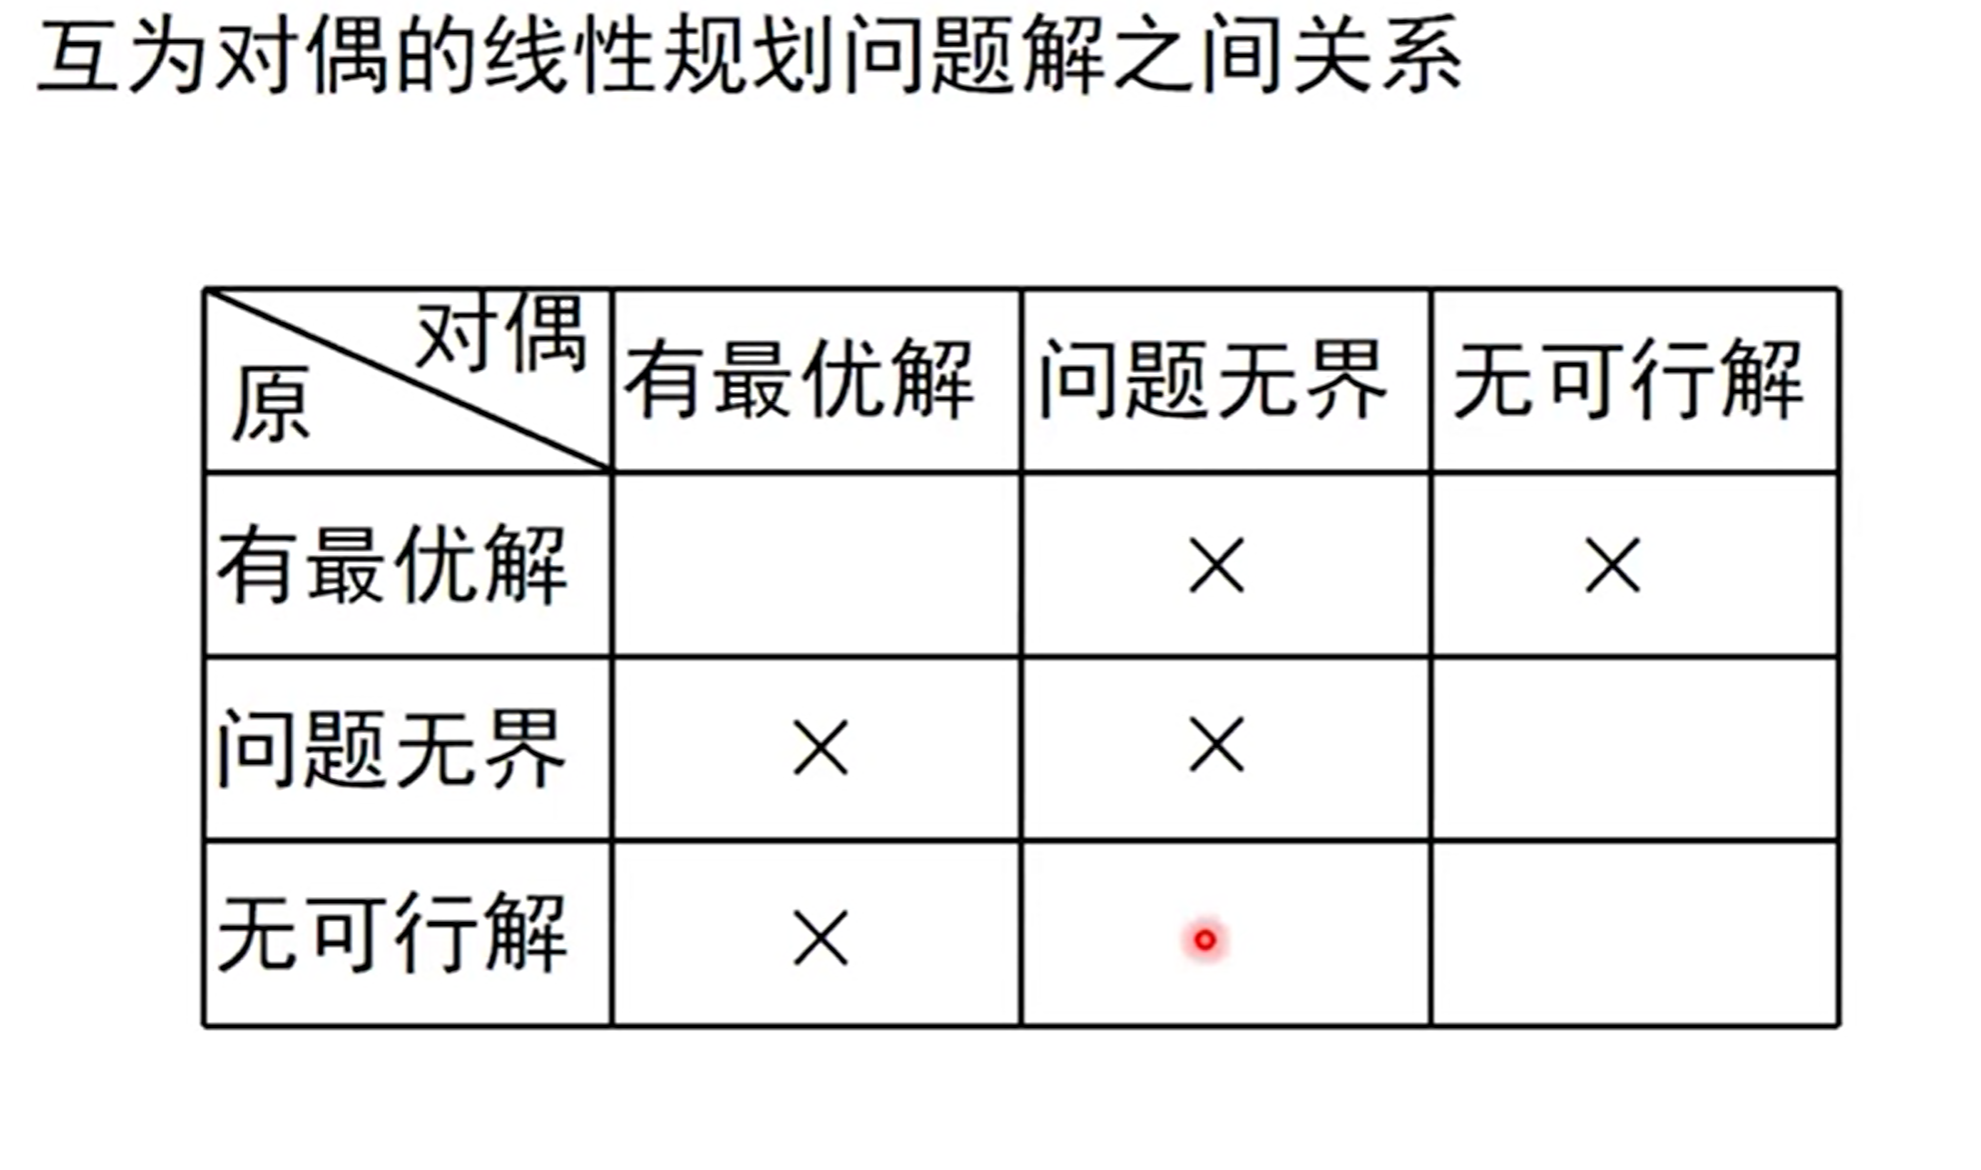 互为对偶的线性规划问题解之间关系
对偶
原
有最优解 问题无界 无可行解
有最优解 × ×
问题无界 × ×
无可行解 ×